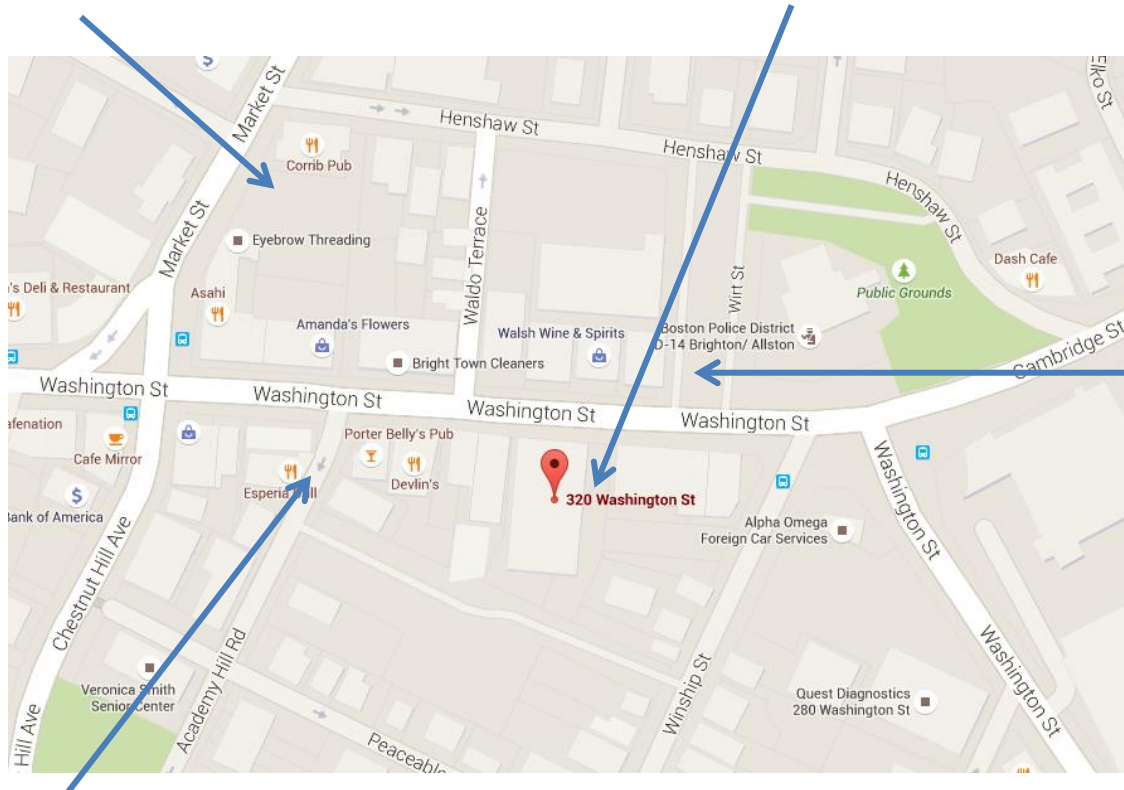 Elko St
Market St
Henshaw St
Henshaw St
Corrib Pub
Henshaw St
Market St
Waldo Terrace
Eyebrow Threading
Wirt St
Dash Cafe
Public Grounds
's Deli & Restaurant
Asahi
Amanda's Flowers
Walsh Wine & Spirits
Boston Police District
D-14 Brighton/ Allston
Bright Town Cleaners
Cambridge St
Washington St
Washington St
Washington St
Washington St
afenation
Cafe Mirror
Porter Belly's Pub
Devlin's
Esperia
320 Washington St
$
Bank of America
Alpha Omega
Foreign Car Services
Washington St
Chestnut Hill Ave
Academy Hill Rd
Winship St
Washington St
Veronica Smith
Senior Center
Quest Diagnostics
280 Washington St
Hill Ave
Peaceable